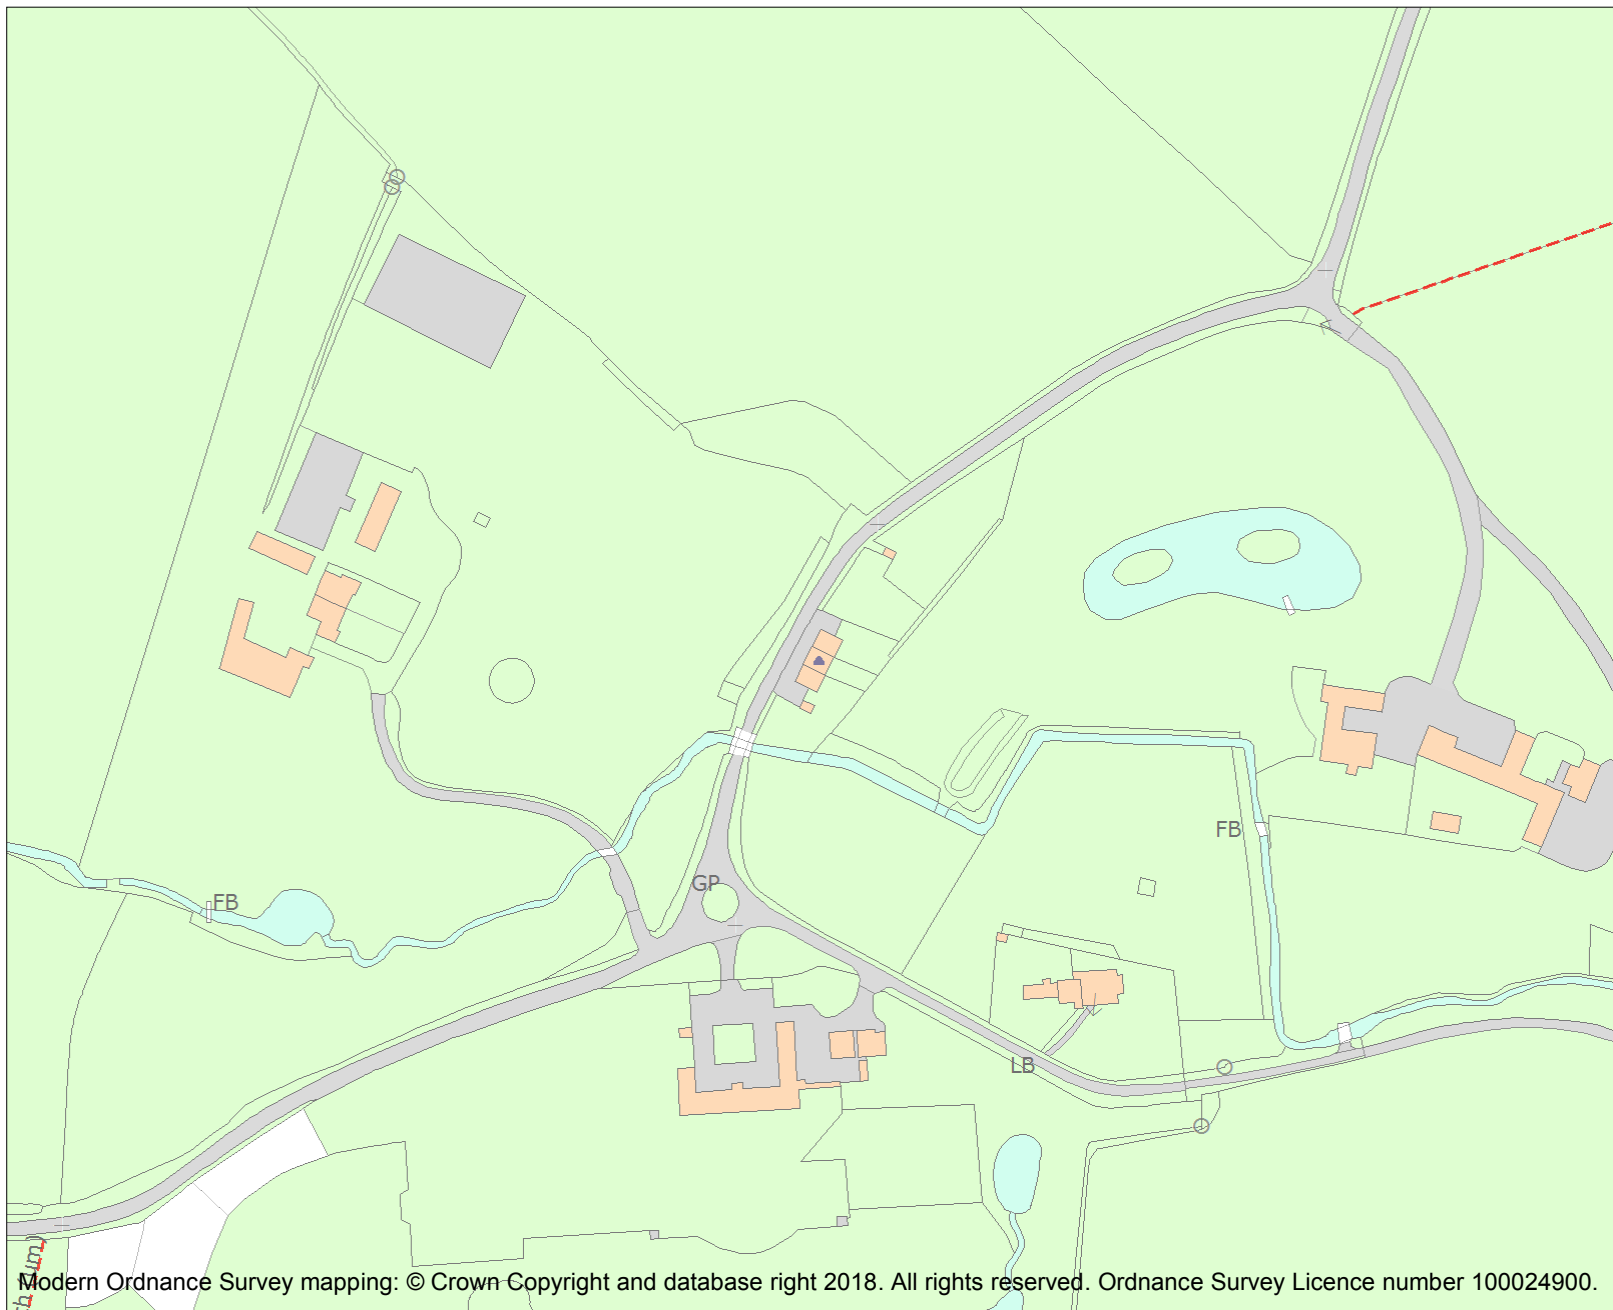 FB
GP
FB
LB
Modern Ordnance Survey mapping: © Crown Copyright and database right 2018. All rights reserved. Ordnance Survey Licence number 100024900.